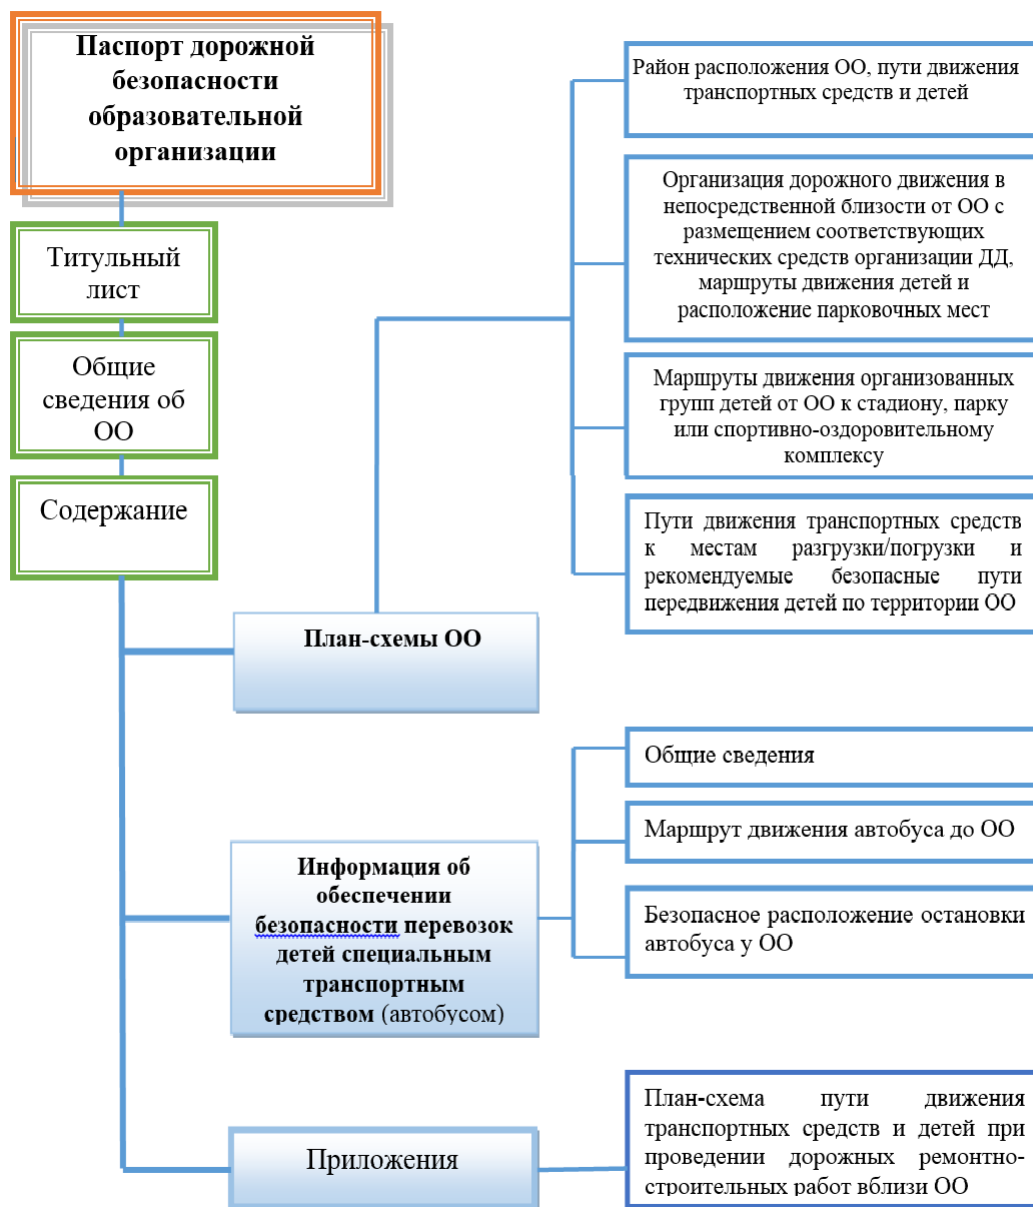 Паспорт дорожной
безопасности
образовательной
организации
Титульный
лист
Общие
сведения об
ОО
Содержание
План-схемы ОО
Район расположения ОО, пути движения
транспортных средств и детей
Организация дорожного движения в
непосредственной близости от ОО с
размещением соответствующих
технических средств организации ДД,
маршруты движения детей и
расположение парковочных мест
Маршруты движения организованных
групп детей от ОО к стадиону, парку
или спортивно-оздоровительному
комплексу
Пути движения транспортных средств
к местам разгрузки/погрузки и
рекомендуемые безопасные пути
передвижения детей по территории ОО
Информация об
обеспечении
безопасности перевозок
детей специальным
транспортным
средством (автобусом)
Общие сведения
Маршрут движения автобуса до ОО
Безопасное расположение остановки
автобуса у ОО
Приложения
План-схема пути движения
транспортных средств и детей при
проведении дорожных ремонтно-
строительных работ вблизи ОО